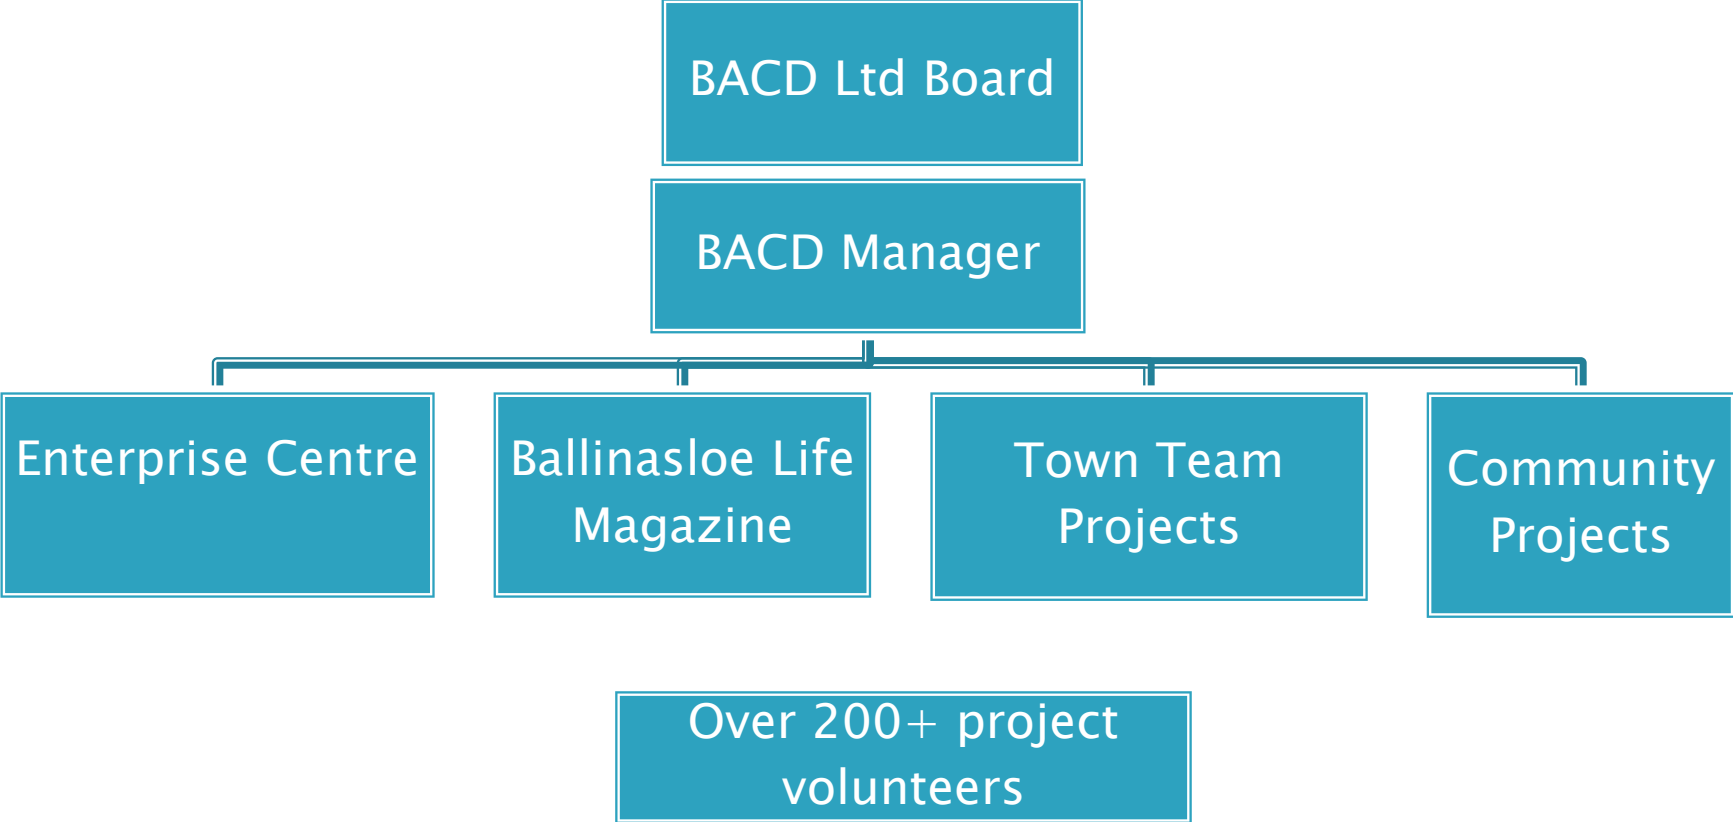 BACD Ltd Board
BACD Manager
Enterprise Centre
Ballinasloe Life
Magazine
Town Team
Projects
Community
Projects
Over 200+ project
volunteers